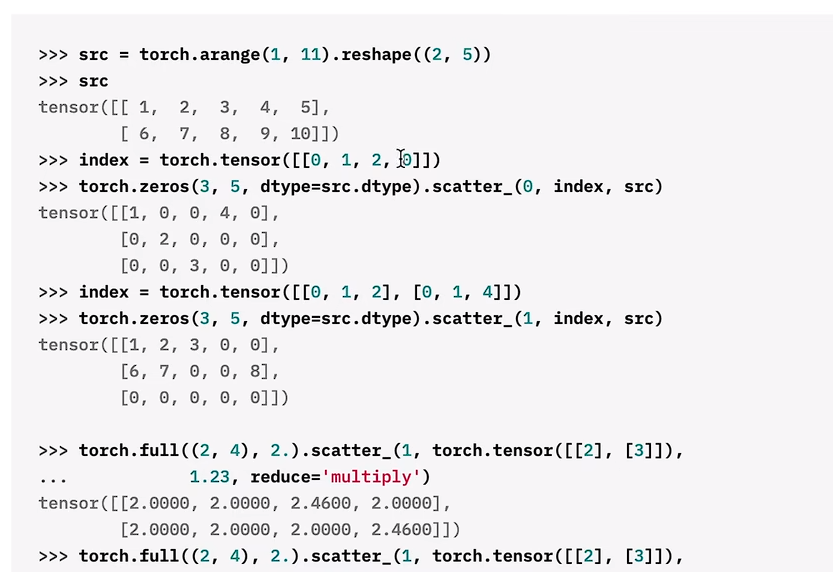 >>> src = torch.arange(1, 11).reshape((2, 5))
>>> src
tensor([[ 1,  2,  3,  4,  5],
        [ 6,  7,  8,  9, 10]])
>>> index = torch.tensor([[0, 1, 2, 0]])
>>> torch.zeros(3, 5, dtype=src.dtype).scatter_(0, index, src)
tensor([[1, 0, 0, 4, 0],
        [0, 2, 0, 0, 0],
        [0, 0, 3, 0, 0]])
>>> index = torch.tensor([[0, 1, 2], [0, 1, 4]])
>>> torch.zeros(3, 5, dtype=src.dtype).scatter_(1, index, src)
tensor([[1, 2, 3, 0, 0],
        [6, 7, 0, 0, 8],
        [0, 0, 0, 0, 0]])
>>> torch.full((2, 4), 2.).scatter_(1, torch.tensor([[2], [3]]),
...            1.23, reduce='multiply')
tensor([[2.0000, 2.0000, 2.4600, 2.0000],
        [2.0000, 2.0000, 2.0000, 2.4600]])
>>> torch.full((2, 4), 2.).scatter_(1, torch.tensor([[2], [3]]),